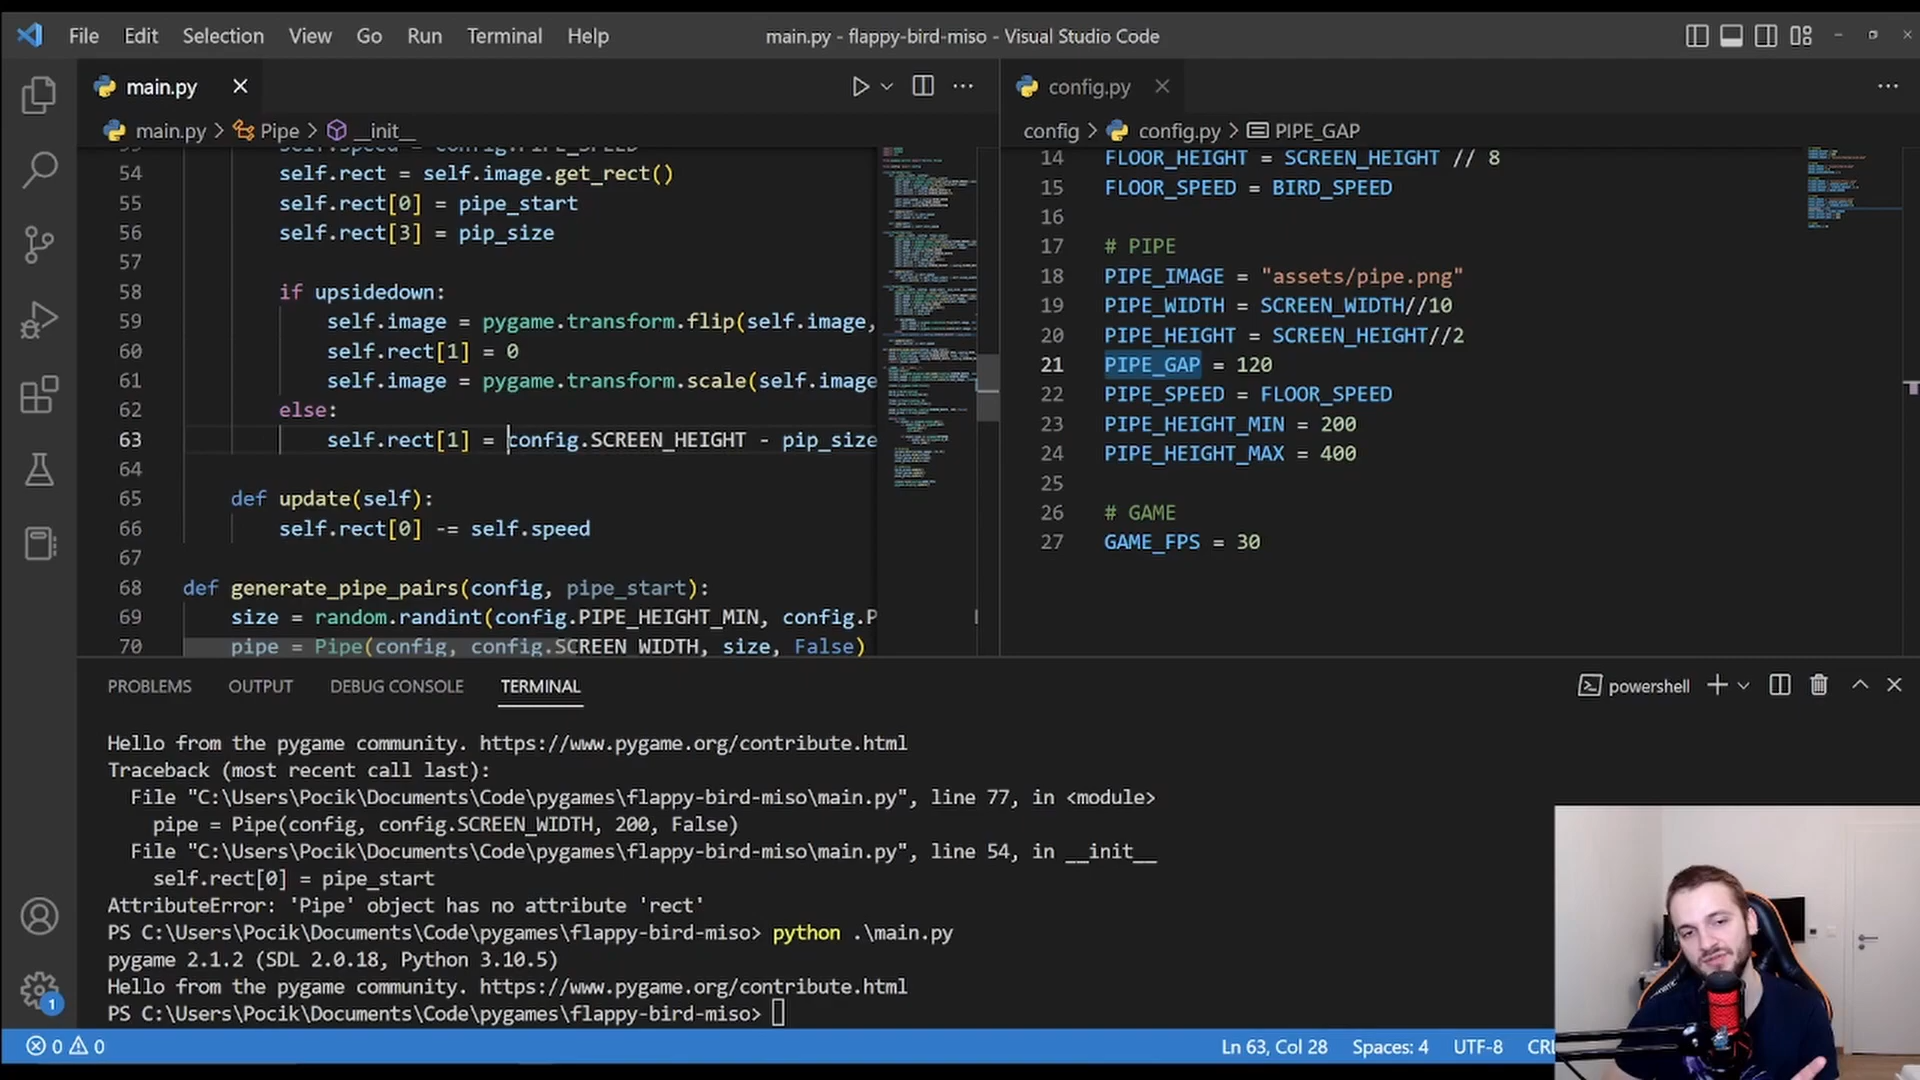 File Edit Selection View Go Run Terminal Help
main.py - flappy-bird-miso - Visual Studio Code
main.py
main.py > Pipe > __init__
54 self.rect = self.image.get_rect()
55 self.rect[0] = pipe_start
56 self.rect[3] = pip_size
57
58 if upsidedown:
59 self.image = pygame.transform.flip(self.image,
60 self.rect[1] = 0
61 self.image = pygame.transform.scale(self.image
62 else:
63 self.rect[1] = config.SCREEN_HEIGHT - pip_size
64
65 def update(self):
66 self.rect[0] -= self.speed
67
68 def generate_pipe_pairs(config, pipe_start):
69 size = random.randint(config.PIPE_HEIGHT_MIN, config.P
70 pipe = Pipe(config, config.SCREEN_WIDTH, size, False)
config.py
config > config.py > PIPE_GAP
14 FLOOR_HEIGHT = SCREEN_HEIGHT // 8
15 FLOOR_SPEED = BIRD_SPEED
16
17 # PIPE
18 PIPE_IMAGE = "assets/pipe.png"
19 PIPE_WIDTH = SCREEN_WIDTH//10
20 PIPE_HEIGHT = SCREEN_HEIGHT//2
21 PIPE_GAP = 120
22 PIPE_SPEED = FLOOR_SPEED
23 PIPE_HEIGHT_MIN = 200
24 PIPE_HEIGHT_MAX = 400
25
26 # GAME
27 GAME_FPS = 30
PROBLEMS OUTPUT DEBUG CONSOLE TERMINAL
powershell
Hello from the pygame community. https://www.pygame.org/contribute.html
Traceback (most recent call last):
File "C:\Users\Pocik\Documents\Code\pygames\flappy-bird-miso\main.py", line 77, in <module>
pipe = Pipe(config, config.SCREEN_WIDTH, 200, False)
File "C:\Users\Pocik\Documents\Code\pygames\flappy-bird-miso\main.py", line 54, in __init__
self.rect[0] = pipe_start
AttributeError: 'Pipe' object has no attribute 'rect'
PS C:\Users\Pocik\Documents\Code\pygames\flappy-bird-miso> python .\main.py
pygame 2.1.2 (SDL 2.0.18, Python 3.10.5)
Hello from the pygame community. https://www.pygame.org/contribute.html
PS C:\Users\Pocik\Documents\Code\pygames\flappy-bird-miso>
1
0 0
Ln 63, Col 28 Spaces: 4 UTF-8